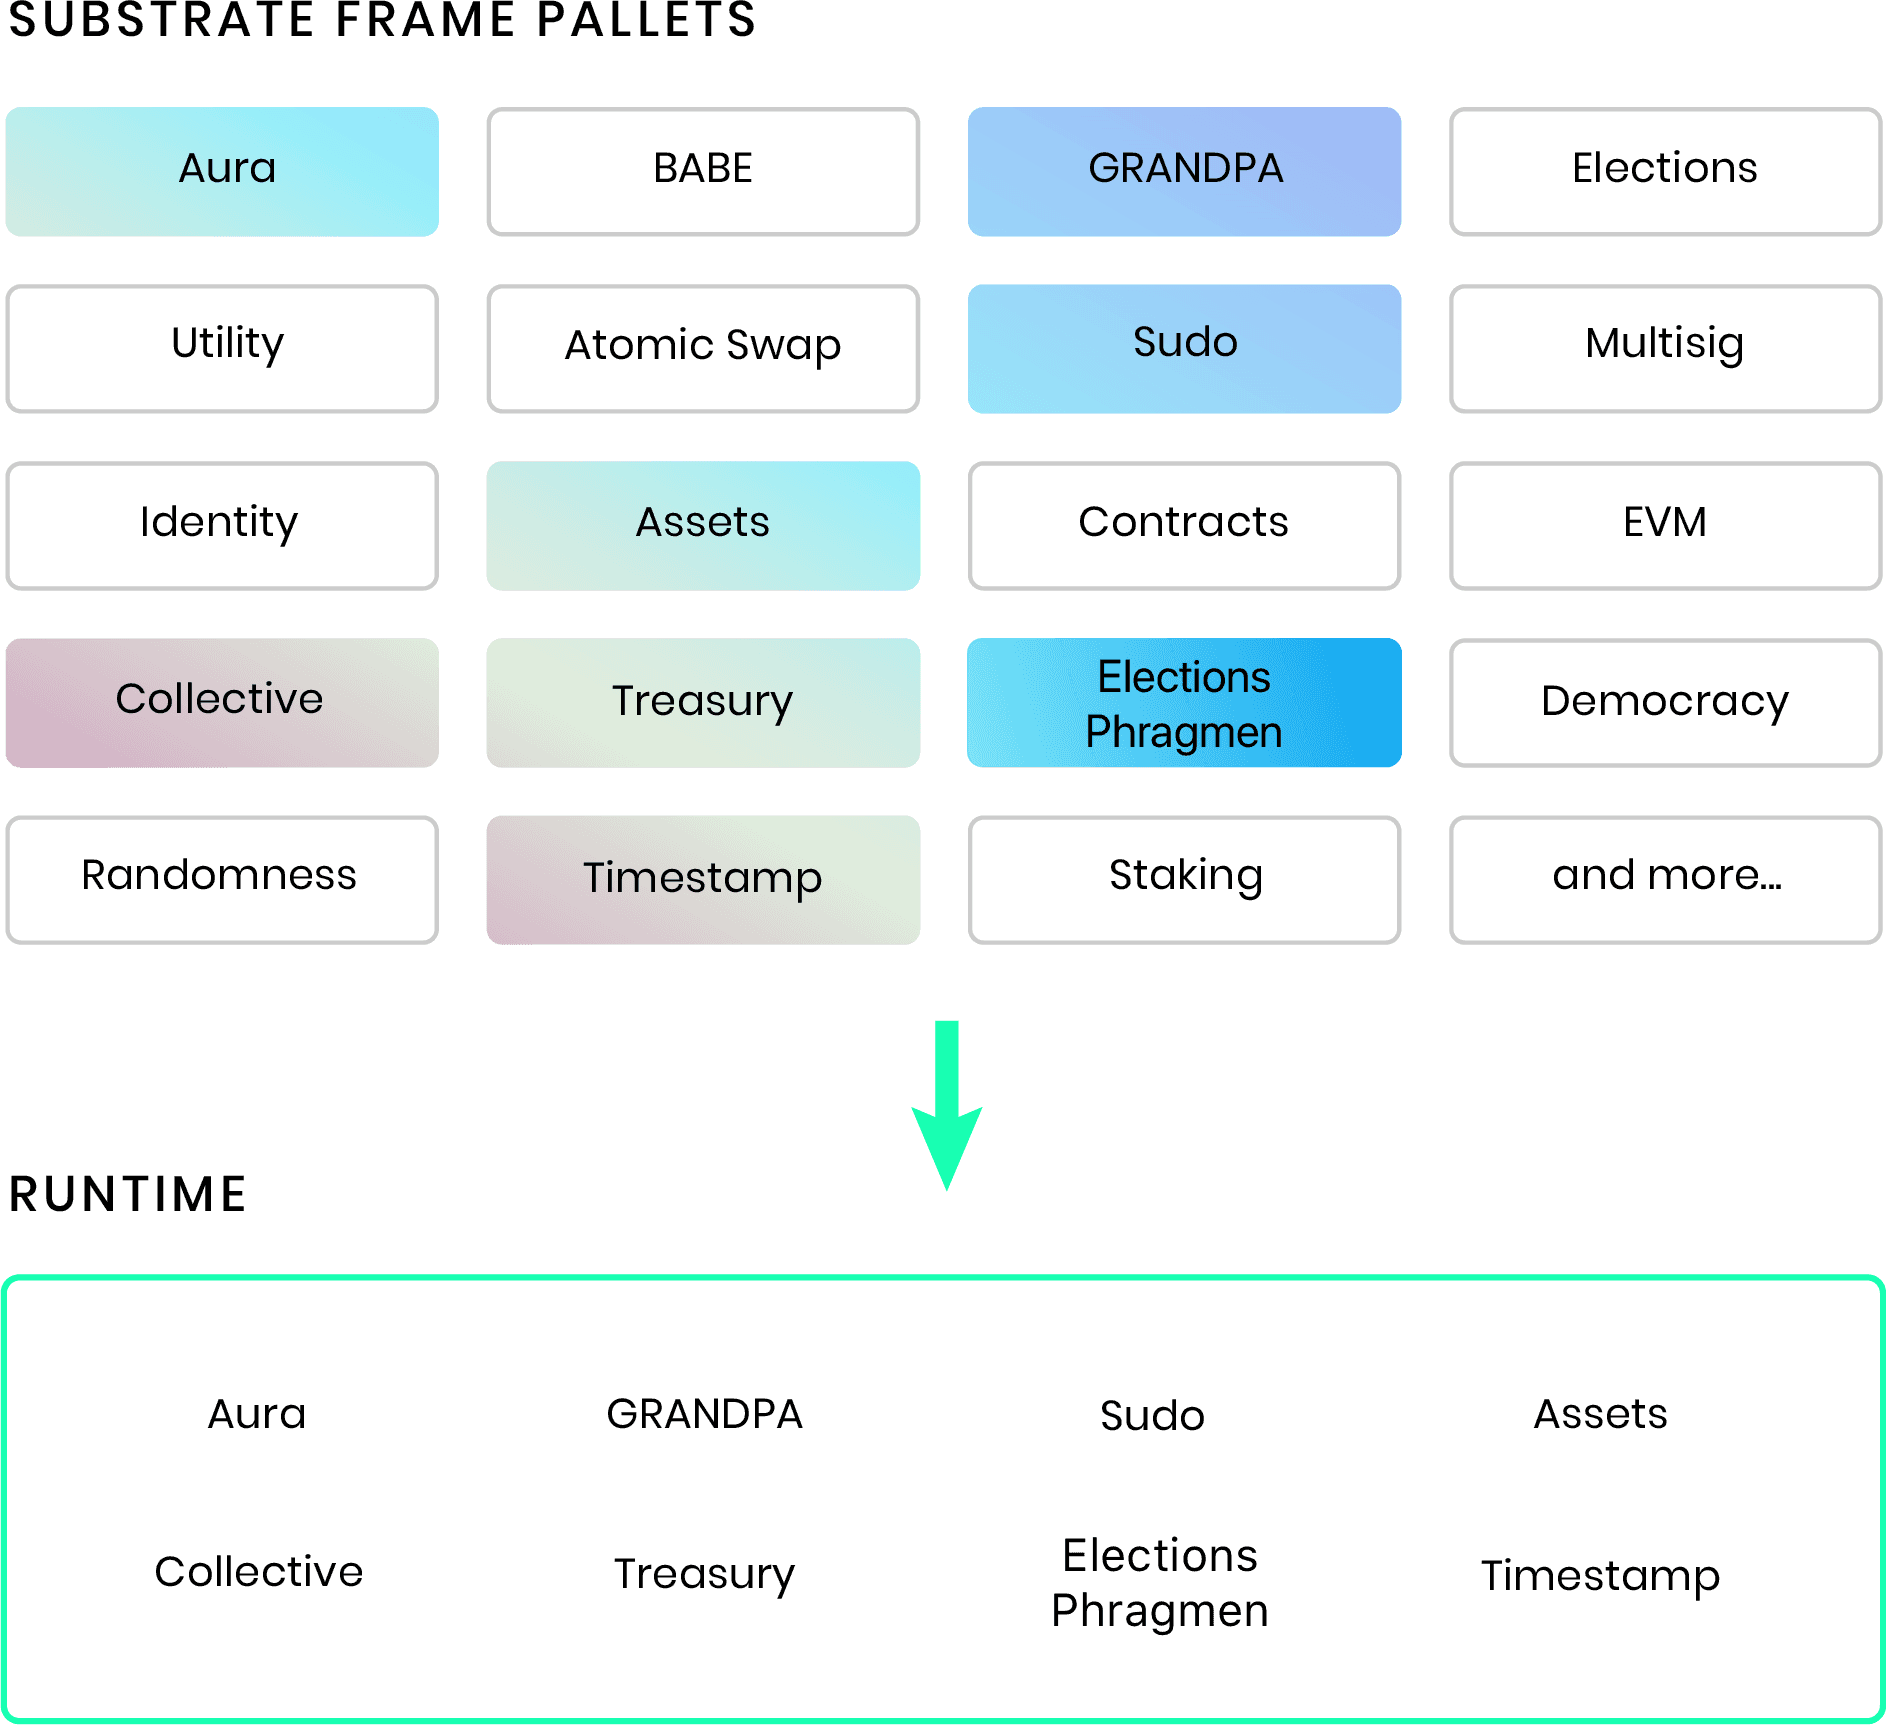 SUBSTRATE FRAME PALLETS
Aura
BABE
GRANDPA
Elections
Utility
Atomic Swap
Sudo
Multisig
Identity
Assets
Contracts
EVM
Collective
Treasury
Elections
Phragmen
Democracy
Randomness
Timestamp
Staking
and more...
RUNTIME
Aura
GRANDPA
Sudo
Assets
Collective
Treasury
Elections
Phragmen
Timestamp